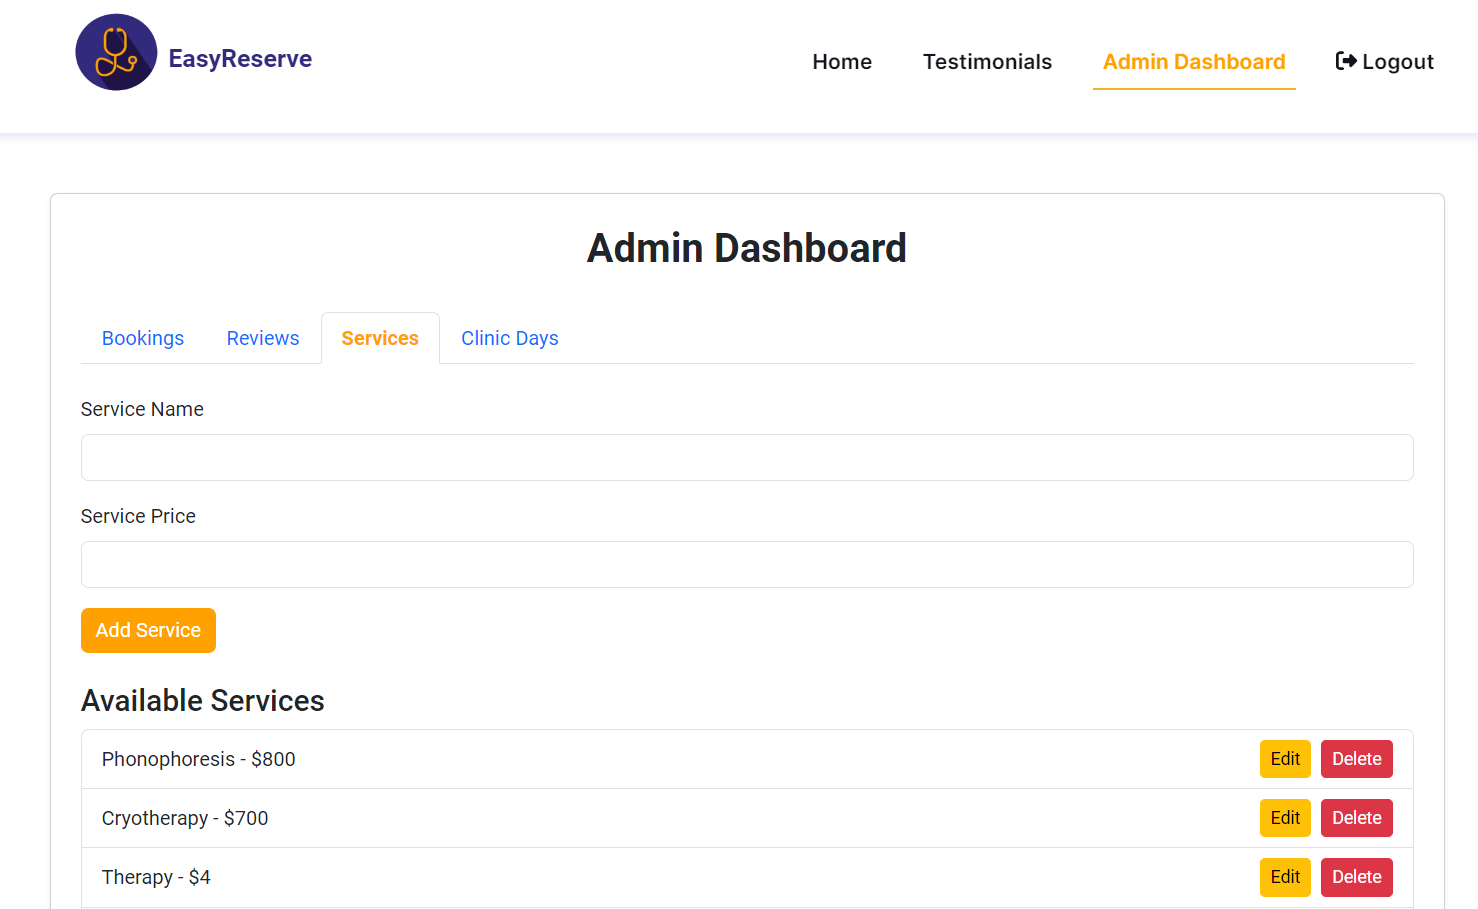 EasyReserve
Home Testimonials Admin Dashboard Logout
Admin Dashboard
Bookings Reviews Services Clinic Days
Service Name
Service Price
Add Service
Available Services
Phonophoresis - $800 Edit Delete
Cryotherapy - $700 Edit Delete
Therapy - $4 Edit Delete